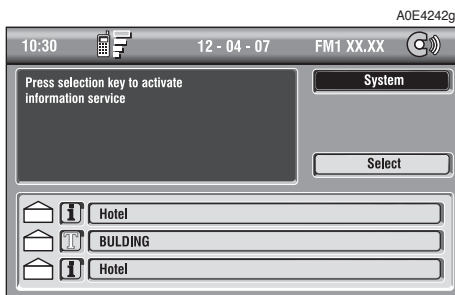 A0E4242g
10:30 12 - 04 - 07 FM1 XX.XX
Press selection key to activate
information service
System
Select
i Hotel
T BULDING
i Hotel